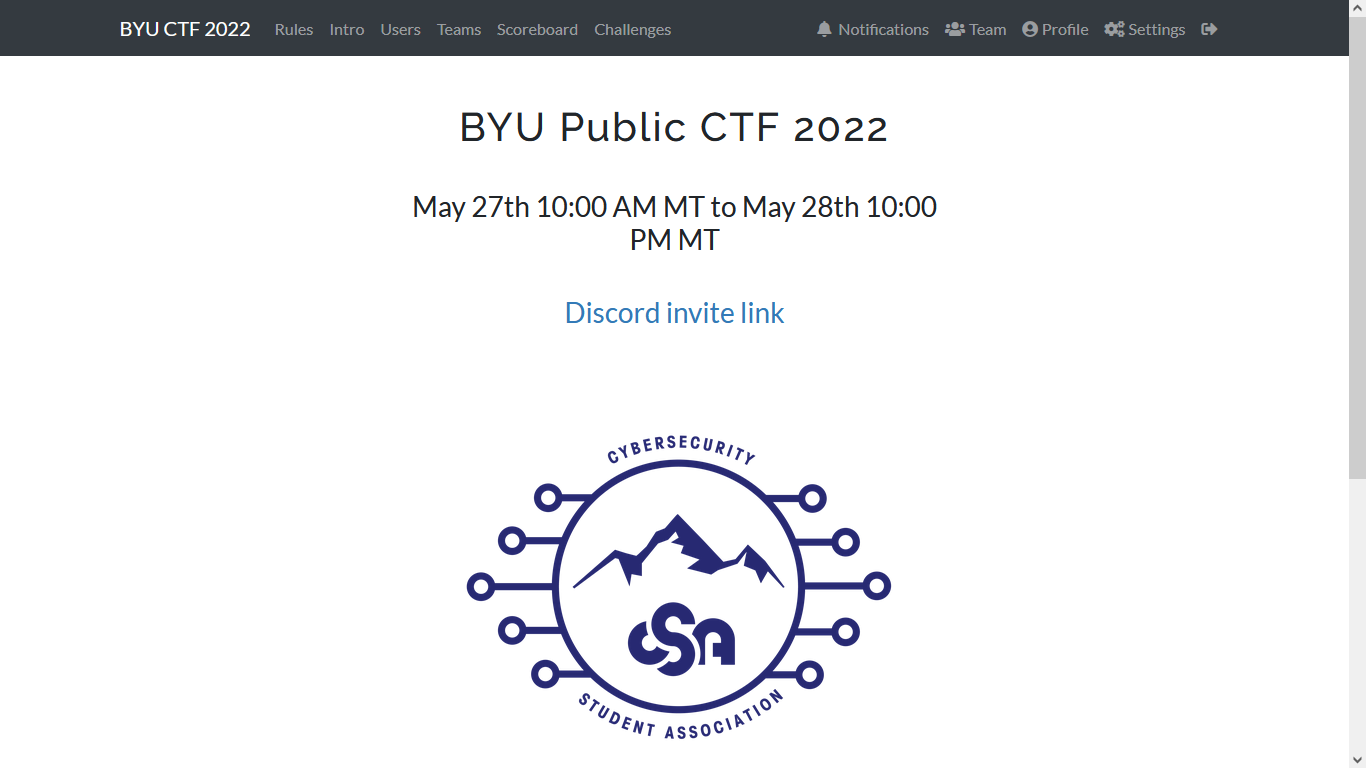 BYU CTF 2022 Rules Intro Users Teams Scoreboard Challenges Notifications Team Profile Settings
BYU Public CTF 2022
May 27th 10:00 AM MT to May 28th 10:00
PM MT
Discord invite link
CYBERSECURITY
CSA
STUDENT ASSOCIATION